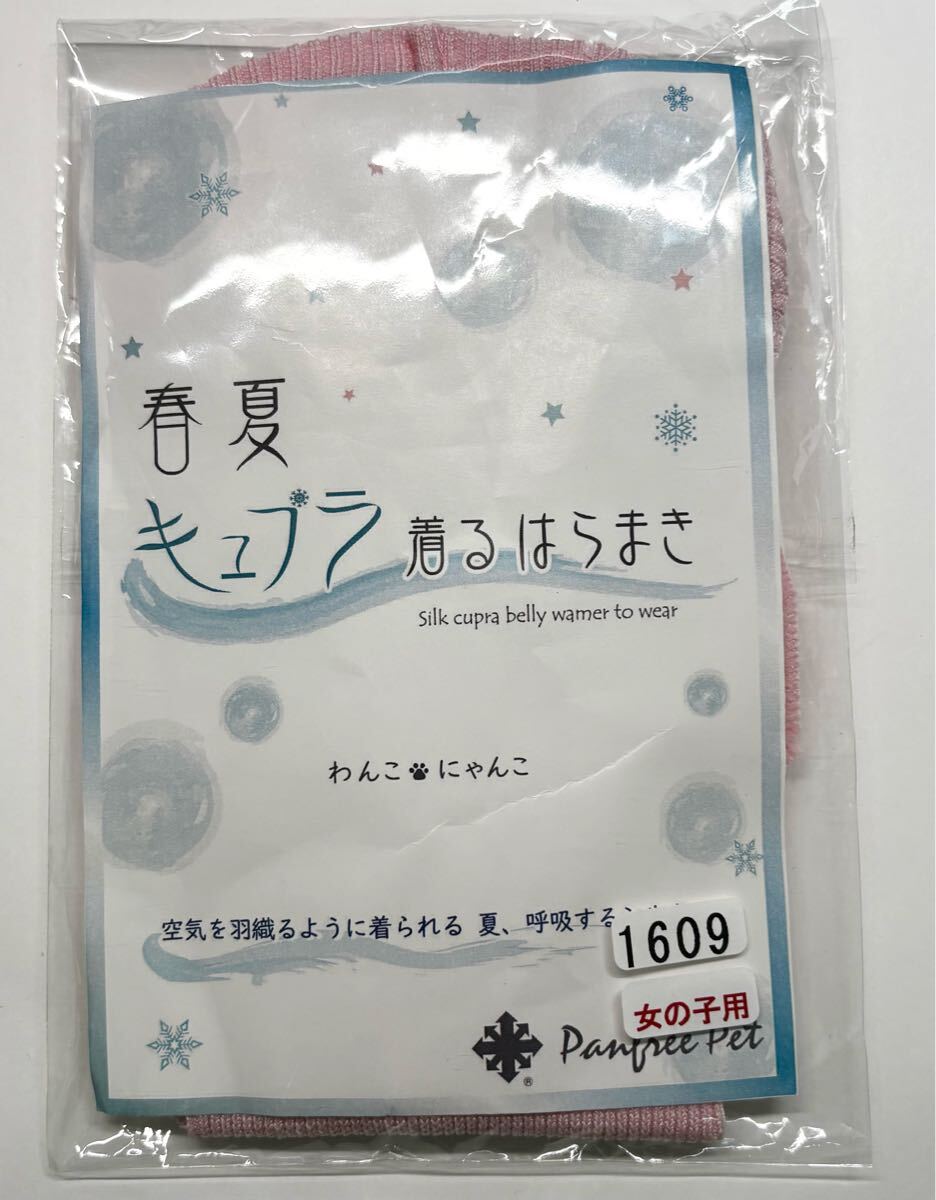 春夏
キュプラ 着るはらまき
Silk cupra belly wamer to wear
わんこ にゃんこ
空気を羽織るように着られる 夏、呼吸する
1609
女の子用
Panfree Pet
®